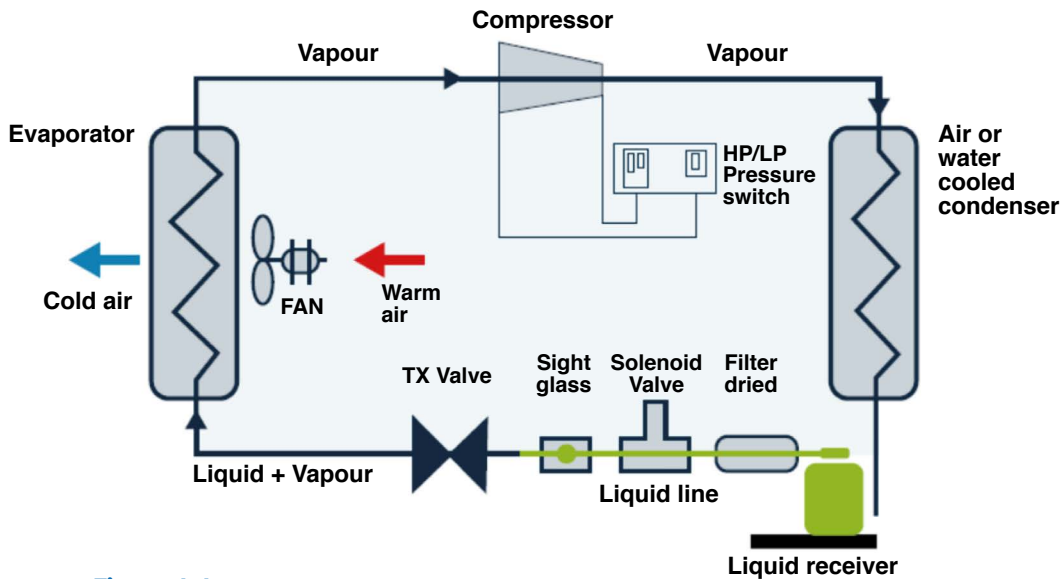 Compressor
Vapour
Vapour
Evaporator
HP/LP
Pressure
switch
Air or
water
cooled
condenser
Cold air
FAN
Warm
air
TX Valve
Sight
glass
Solenoid
Valve
Filter
dried
Liquid + Vapour
Liquid line
Liquid receiver